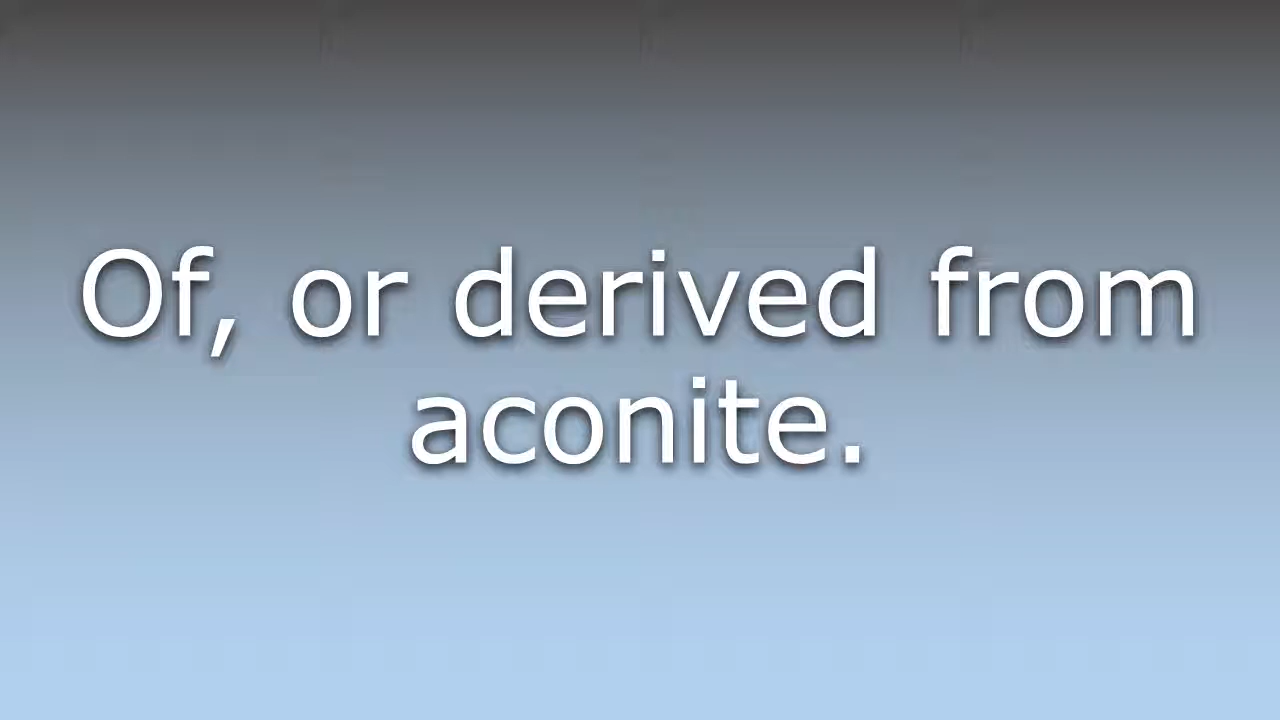 Of, or derived from
aconite.